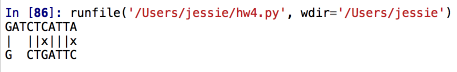 In [86]: runfile('/Users/jessie/hw4.py', wdir='/Users/jessie')
GATCTCATTA
|  ||x|||x
G  CTGATTC